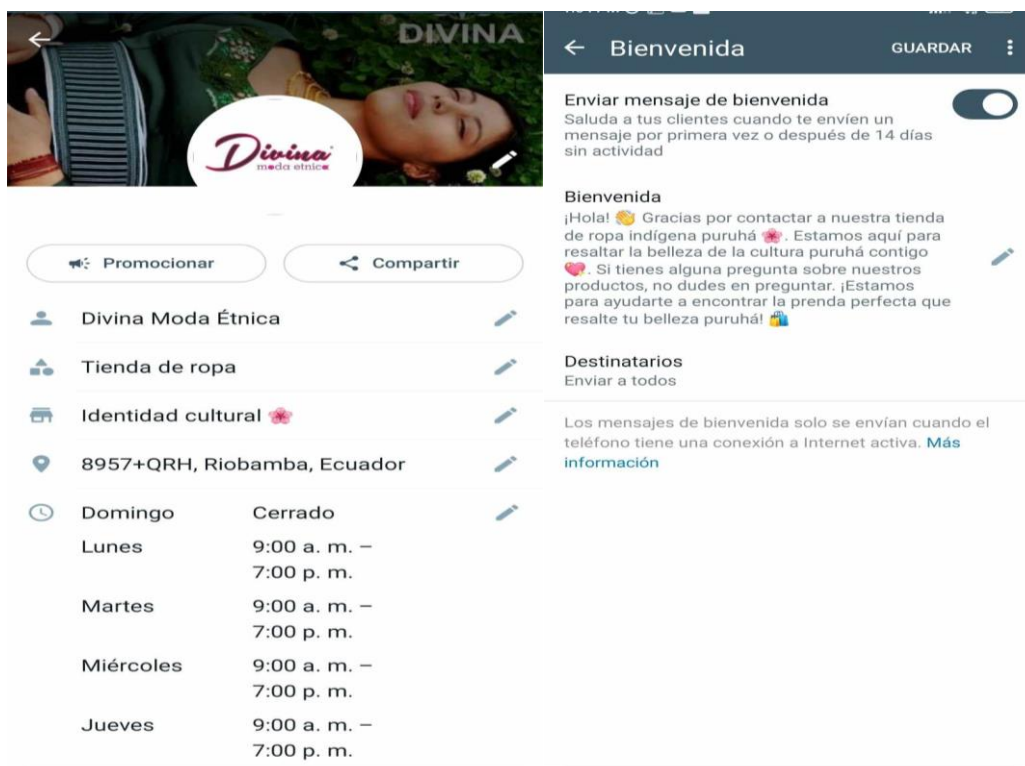 DIVINA
Divina
moda etnica
Promocionar
Compartir
Divina Moda Étnica
Tienda de ropa
Identidad cultural 🌸
8957+QRH, Riobamba, Ecuador
Domingo Cerrado
Lunes 9:00 a. m. –
7:00 p. m.
Martes 9:00 a. m. –
7:00 p. m.
Miércoles 9:00 a. m. –
7:00 p. m.
Jueves 9:00 a. m. –
7:00 p. m.
Bienvenida GUARDAR
Enviar mensaje de bienvenida
Saluda a tus clientes cuando te envíen un
mensaje por primera vez o después de 14 días
sin actividad
Bienvenida
¡Hola! 👏 Gracias por contactar a nuestra tienda
de ropa indígena puruhá 🌸. Estamos aquí para
resaltar la belleza de la cultura puruhá contigo
💖. Si tienes alguna pregunta sobre nuestros
productos, no dudes en preguntar. ¡Estamos
para ayudarte a encontrar la prenda perfecta que
resalte tu belleza puruhá! 🛍️
Destinatarios
Enviar a todos
Los mensajes de bienvenida solo se envían cuando el
teléfono tiene una conexión a Internet activa. Más
información